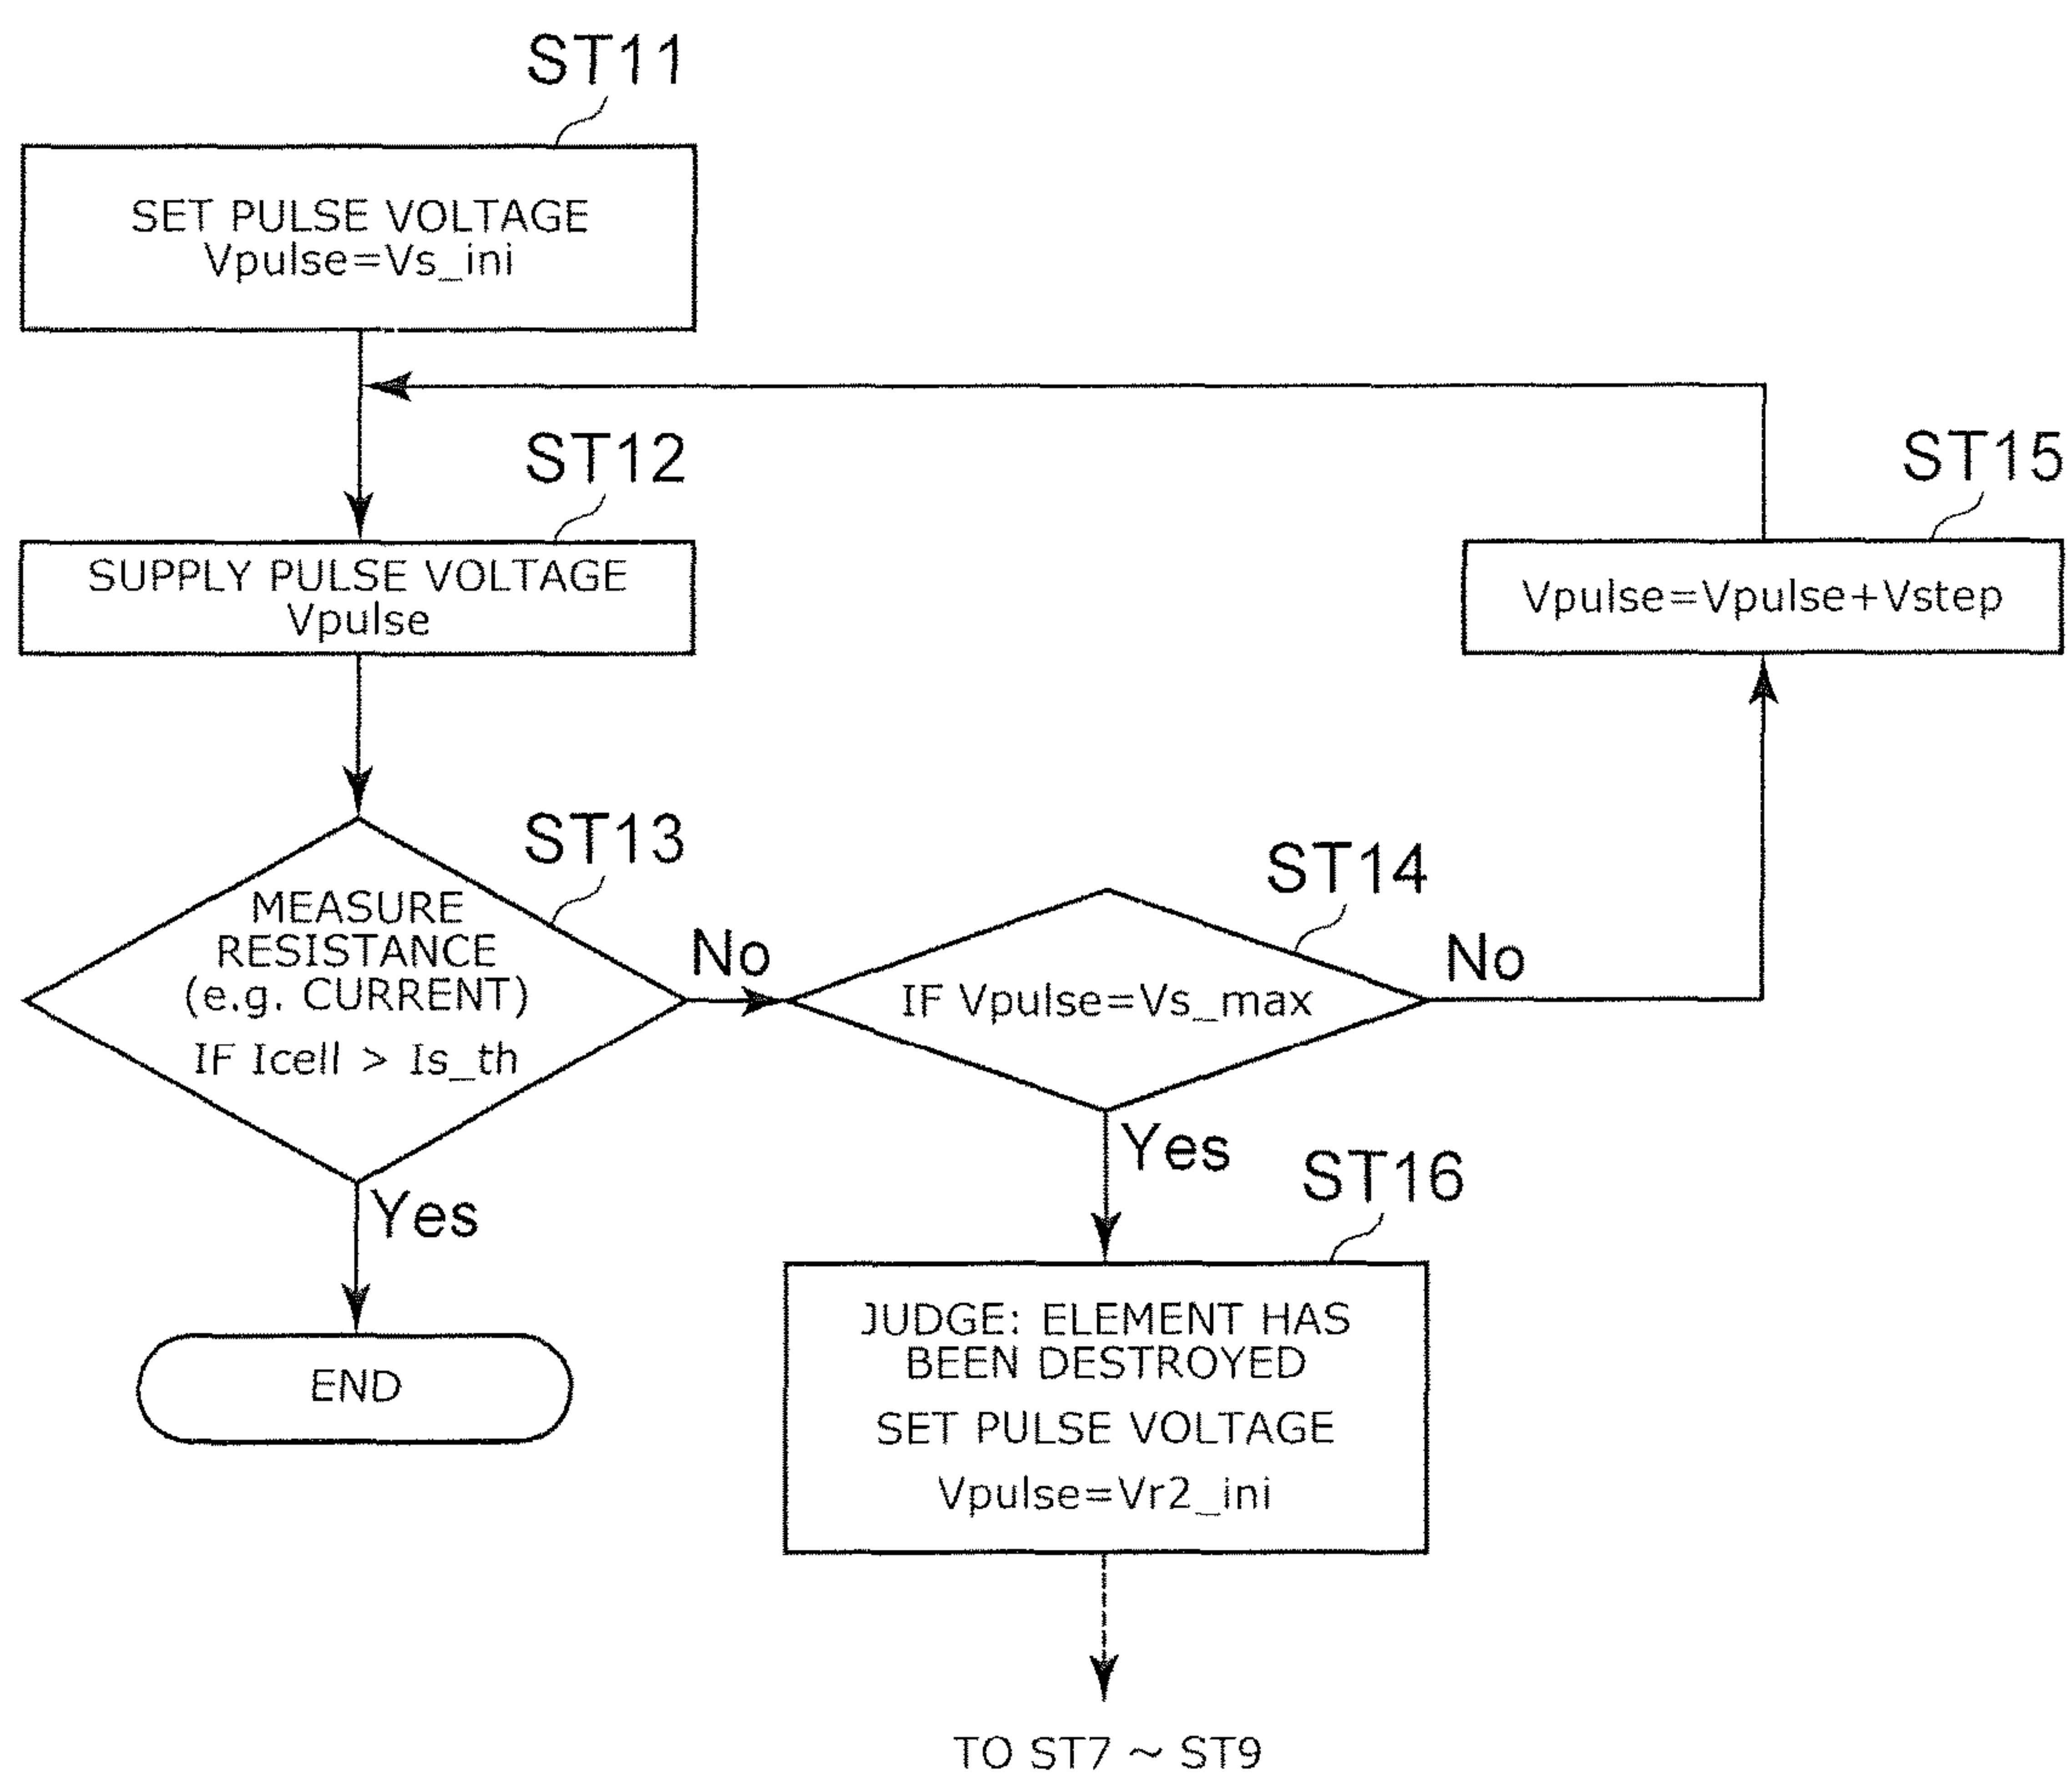 ST11
SET PULSE VOLTAGE
Vpulse=Vs_ini
ST12
SUPPLY PULSE VOLTAGE
Vpulse
ST15
Vpulse=Vpulse+Vstep
ST13
MEASURE
RESISTANCE
(e.g. CURRENT)
IF Icell > Is_th
No
Yes
END
ST14
IF Vpulse=Vs_max
No
Yes
ST16
JUDGE: ELEMENT HAS
BEEN DESTROYED
SET PULSE VOLTAGE
Vpulse=Vr2_ini
TO ST7 ~ ST9